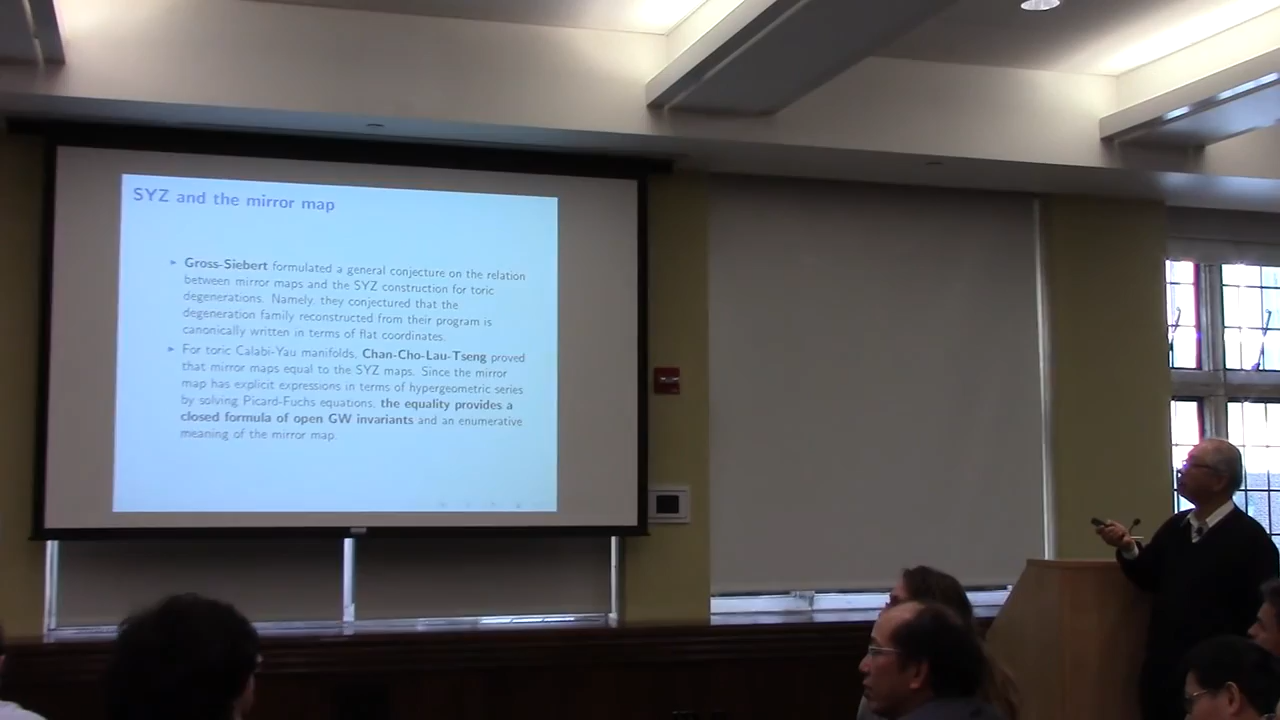 SYZ and the mirror map
▸ Gross-Siebert formulated a general conjecture on the relation
between mirror maps and the SYZ construction for toric
degenerations. Namely, they conjectured that the
degeneration family reconstructed from their program is
canonically written in terms of flat coordinates.
▸ For toric Calabi-Yau manifolds, Chan-Cho-Lau-Tseng proved
that mirror maps equal to the SYZ maps. Since the mirror
map has explicit expressions in terms of hypergeometric series
by solving Picard-Fuchs equations, the equality provides a
closed formula of open GW invariants and an enumerative
meaning of the mirror map.